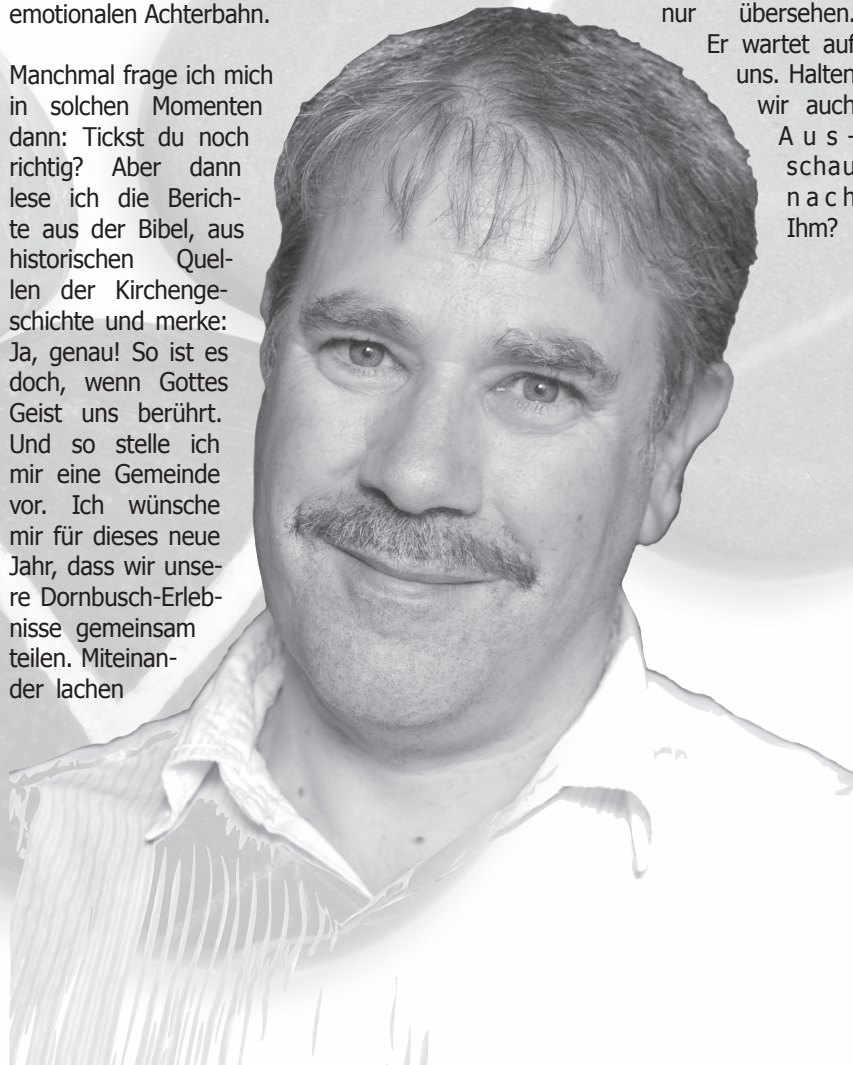 emotionalen Achterbahn.
Manchmal frage ich mich
in solchen Momenten
dann: Tickst du noch
richtig? Aber dann
lese ich die Berich-
te aus der Bibel, aus
historischen Quel-
len der Kirchenge-
schichte und merke:
Ja, genau! So ist es
doch, wenn Gottes
Geist uns berührt.
Und so stelle ich
mir eine Gemeinde
vor. Ich wünsche
mir für dieses neue
Jahr, dass wir unse-
re Dornbusch-Erleb-
nisse gemeinsam
teilen. Miteinan-
der lachen
nur übersehen.
Er wartet auf
uns. Halten
wir auch
Aus-
schau
nach
Ihm?